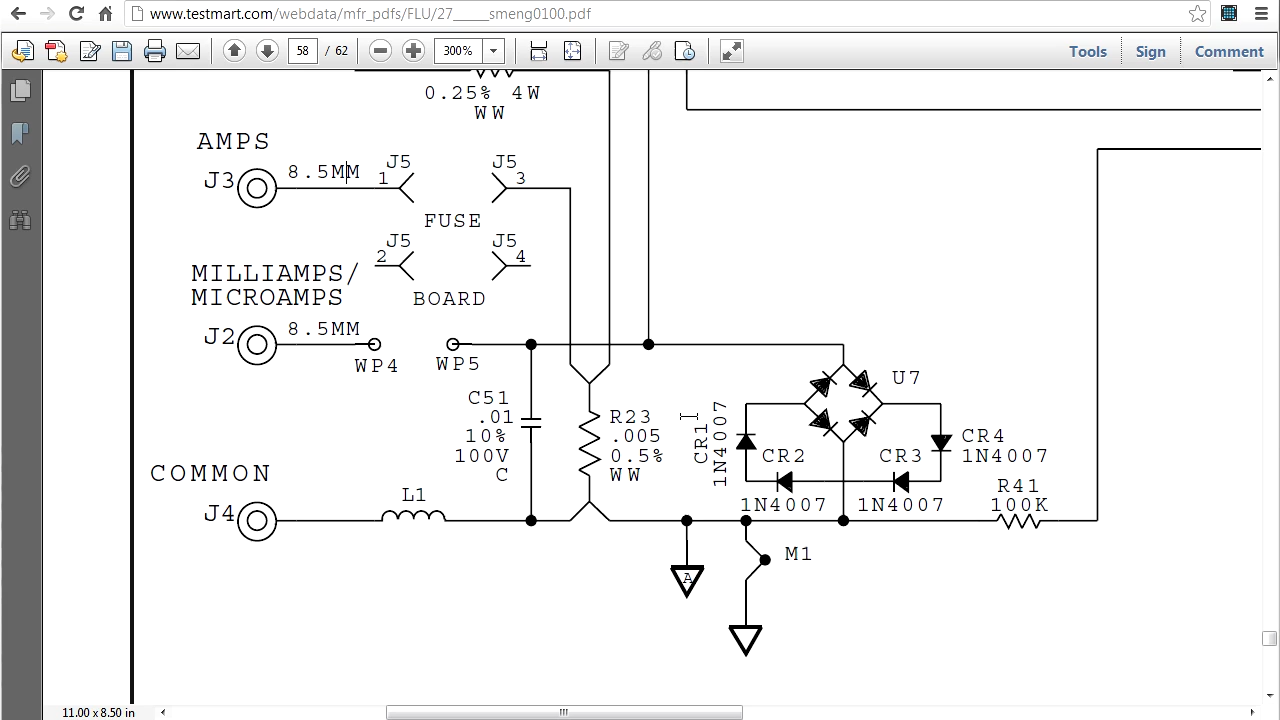 www.testmart.com/webdata/mfr_pdfs/FLU/27_____smeng0100.pdf
58 / 62 300% Tools Sign Comment
0.25% 4W
WW
AMPS
J3 8.5MM J5 1 J5 3
FUSE
J5 2 J5 4
BOARD
MILLIAMPS/
MICROAMPS
J2 8.5MM
WP4 WP5
U7
C51
.01
10%
100V
C
R23
.005
0.5%
WW
CR1
1N4007
CR2
1N4007
CR3
1N4007
CR4
1N4007
R41
100K
COMMON
J4 L1
A
M1
11.00 x 8.50 in